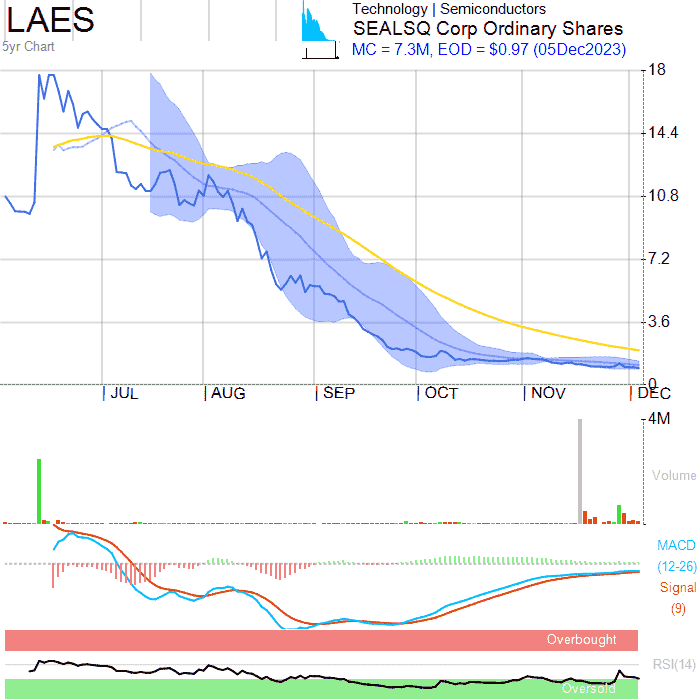 LAES
Technology | Semiconductors
SEALSQ Corp Ordinary Shares
5yr Chart
MC = 7.3M, EOD = $0.97 (05Dec2023)
18
14.4
10.8
7.2
3.6
0
JUL
AUG
SEP
OCT
NOV
DEC
4M
Volume
MACD
(12-26)
Signal
(9)
Overbought
RSI(14)
Oversold